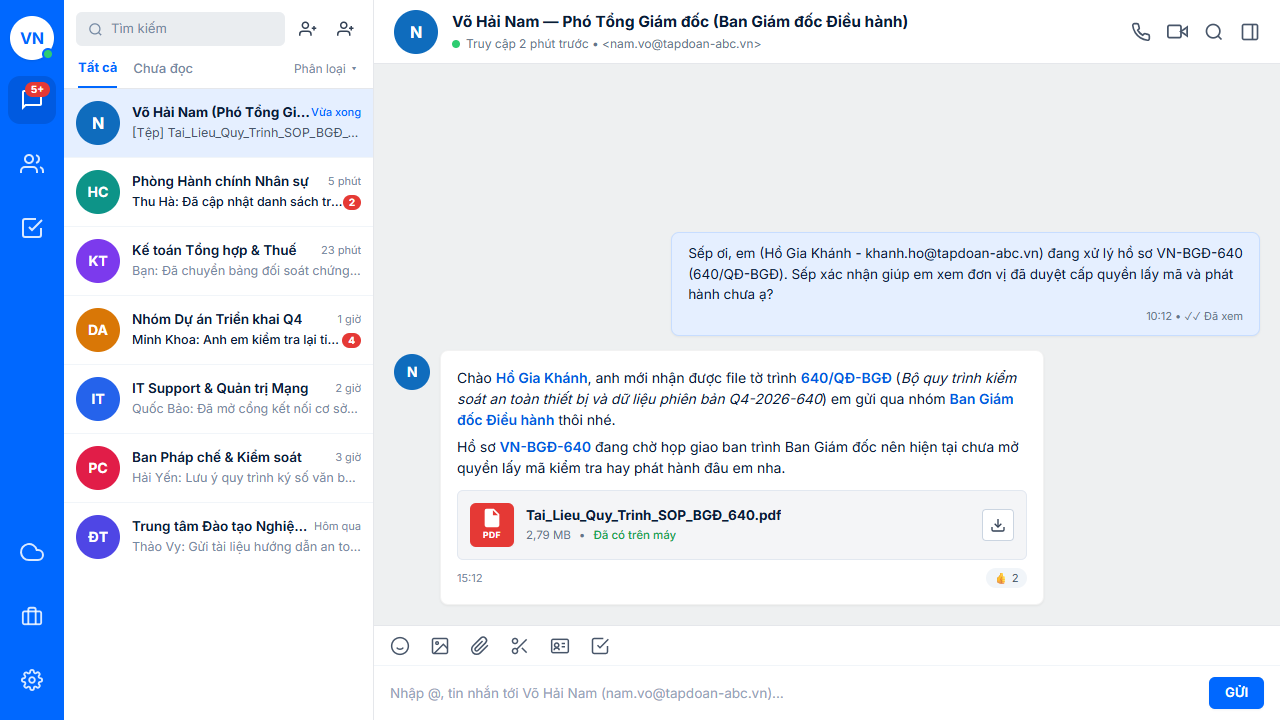 VN
5+
Tìm kiếm
Tất cả
Chưa đọc
Phân loại
N
Võ Hải Nam (Phó Tổng Gi...
Vừa xong
[Tệp] Tai_Lieu_Quy_Trinh_SOP_BGĐ_...
HC
Phòng Hành chính Nhân sự
5 phút
Thu Hà: Đã cập nhật danh sách tr...
2
KT
Kế toán Tổng hợp & Thuế
23 phút
Bạn: Đã chuyển bảng đối soát chứng...
DA
Nhóm Dự án Triển khai Q4
1 giờ
Minh Khoa: Anh em kiểm tra lại ti...
4
IT
IT Support & Quản trị Mạng
2 giờ
Quốc Bảo: Đã mở cổng kết nối cơ sở...
PC
Ban Pháp chế & Kiểm soát
3 giờ
Hải Yến: Lưu ý quy trình ký số văn b...
ĐT
Trung tâm Đào tạo Nghiệ...
Hôm qua
Thảo Vy: Gửi tài liệu hướng dẫn an to...
N
Võ Hải Nam — Phó Tổng Giám đốc (Ban Giám đốc Điều hành)
Truy cập 2 phút trước • <nam.vo@tapdoan-abc.vn>
Sếp ơi, em (Hồ Gia Khánh - khanh.ho@tapdoan-abc.vn) đang xử lý hồ sơ VN-BGĐ-640
(640/QĐ-BGĐ). Sếp xác nhận giúp em xem đơn vị đã duyệt cấp quyền lấy mã và phát
hành chưa ạ?
10:12 • ✓✓ Đã xem
N
Chào Hồ Gia Khánh, anh mới nhận được file tờ trình 640/QĐ-BGĐ (Bộ quy trình kiểm
soát an toàn thiết bị và dữ liệu phiên bản Q4-2026-640) em gửi qua nhóm Ban Giám
đốc Điều hành thôi nhé.
Hồ sơ VN-BGĐ-640 đang chờ họp giao ban trình Ban Giám đốc nên hiện tại chưa mở
quyền lấy mã kiểm tra hay phát hành đâu em nha.
PDF
Tai_Lieu_Quy_Trinh_SOP_BGĐ_640.pdf
2,79 MB • Đã có trên máy
15:12
👍 2
Nhập @, tin nhắn tới Võ Hải Nam (nam.vo@tapdoan-abc.vn)...
GỬI